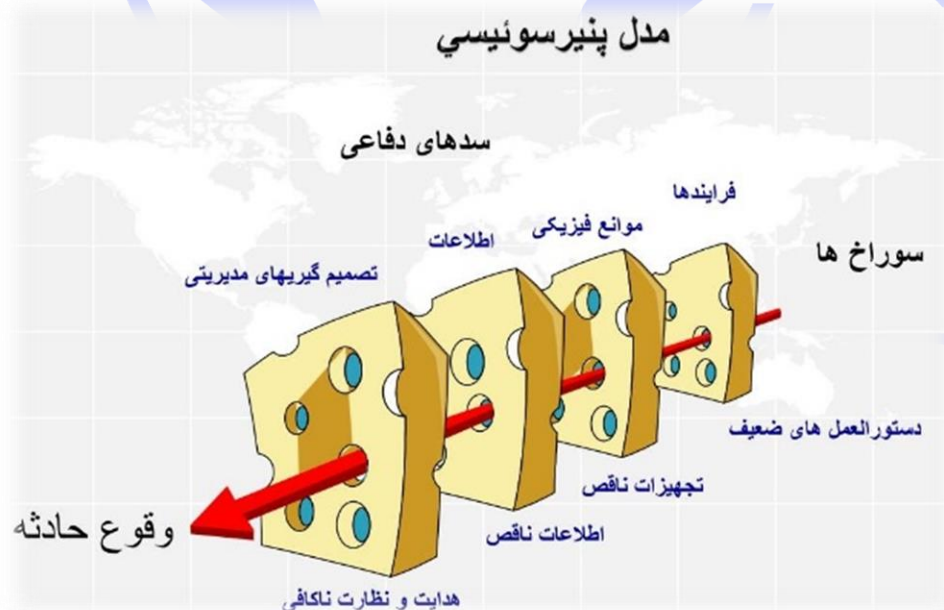 مدل پنیرسوئیسي
سدهای دفاعی
فرایندها
موانع فیزیکی
اطلاعات
سوراخ ها
تصمیم گیریهای مدیریتی
دستورالعمل های ضعیف
تجهیزات ناقص
اطلاعات ناقص
وقوع حادثه
هدایت و نظارت ناکافی